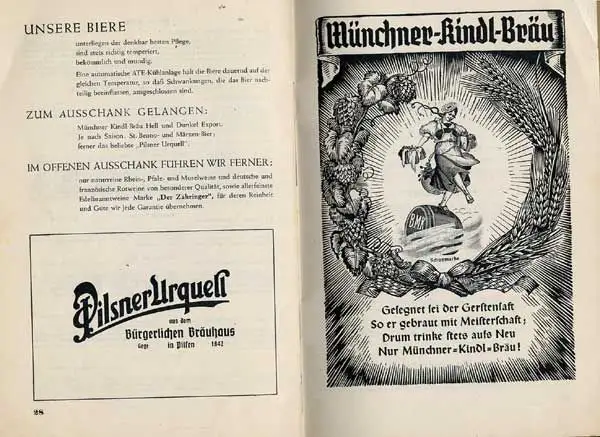 UNSERE BIERE
unterliegen der denkbar besten Pflege,
sind stets richtig temperiert,
bekömmlich und mundig.
Eine automatische ATE-Kühlanlage hält die Biere dauernd auf der
gleichen Temperatur, so daß Schwankungen, die das Bier nach-
teilig beeinflussen, ausgeschlossen sind.
ZUM AUSSCHANK GELANGEN:
Münchner Kindl-Bräu Hell und Dunkel Export.
Je nach Saison, St. Benno- und Märzen-Bier;
ferner das beliebte „Pilsner Urquell".
IM OFFENEN AUSSCHANK FÜHREN WIR FERNER:
nur naturreine Rhein-, Pfalz- und Moselweine und deutsche und
französische Rotweine von besonderer Qualität, sowie allerfeinste
Edelbranntweine Marke „Der Zähringer", für deren Reinheit
und Güte wir jede Garantie übernehmen.
Pilsner Urquell
aus dem
Bürgerlichen Bräuhaus
Gegr. in Pilsen 1842
28
Münchner-Kindl-Bräu
BMK
Schutzmarke
Gesegnet sei der Gerstensaft
So er gebraut mit Meisterschaft;
Drum trinke stets aufs Neu
Nur Münchner-Kindl-Bräu!